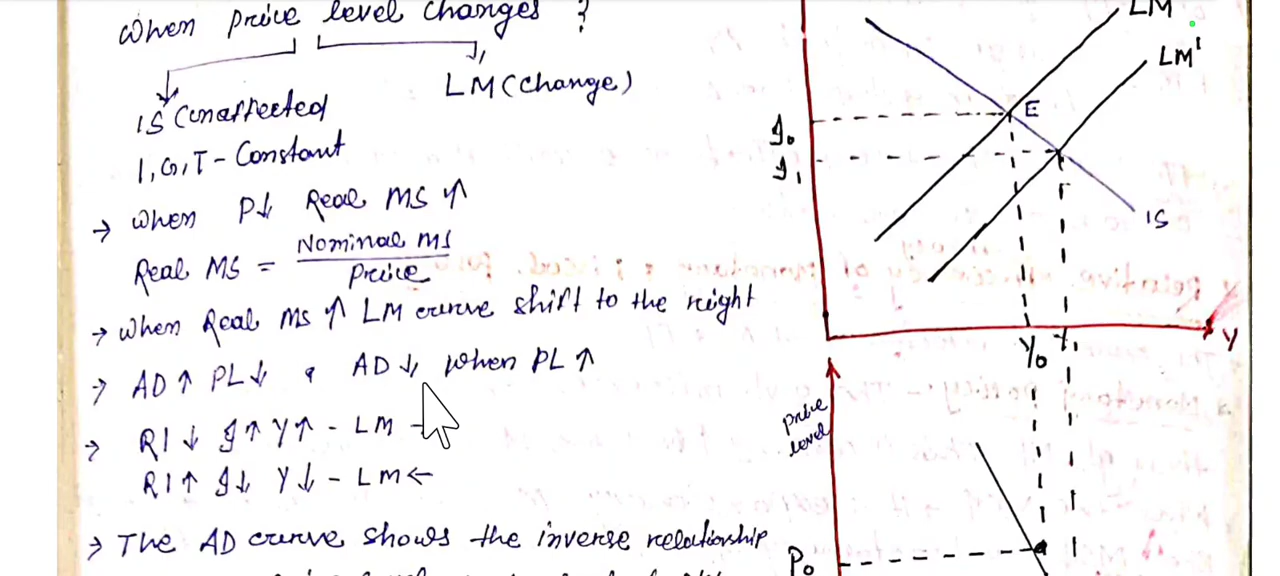 When Price level changes ?
IS (unaffected
LM (change)
I, G, T - Constant
→ When P↓ Real MS ↑
Real MS = Nominal MS / Price
→ When Real MS ↑ LM curve shift to the right
→ AD ↑ PL↓ & AD ↓ When PL ↑
→ RI ↓ I↑ Y↑ - LM →
RI ↑ I↓ Y↓ - LM ←
→ The AD curve shows the inverse relationship
LM
LM'
E
I₀
I₁
IS
Y₀ Y₁
Y
Price level
P₀